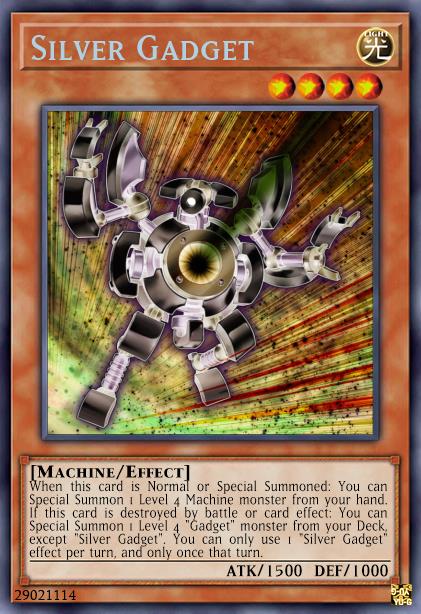 SILVER GADGET
LIGHT
光
[MACHINE/EFFECT]
When this card is Normal or Special Summoned: You can
Special Summon 1 Level 4 Machine monster from your hand.
If this card is destroyed by battle or card effect: You can
Special Summon 1 Level 4 "Gadget" monster from your Deck,
except "Silver Gadget". You can only use 1 "Silver Gadget"
effect per turn, and only once that turn.
ATK/1500 DEF/1000
29021114